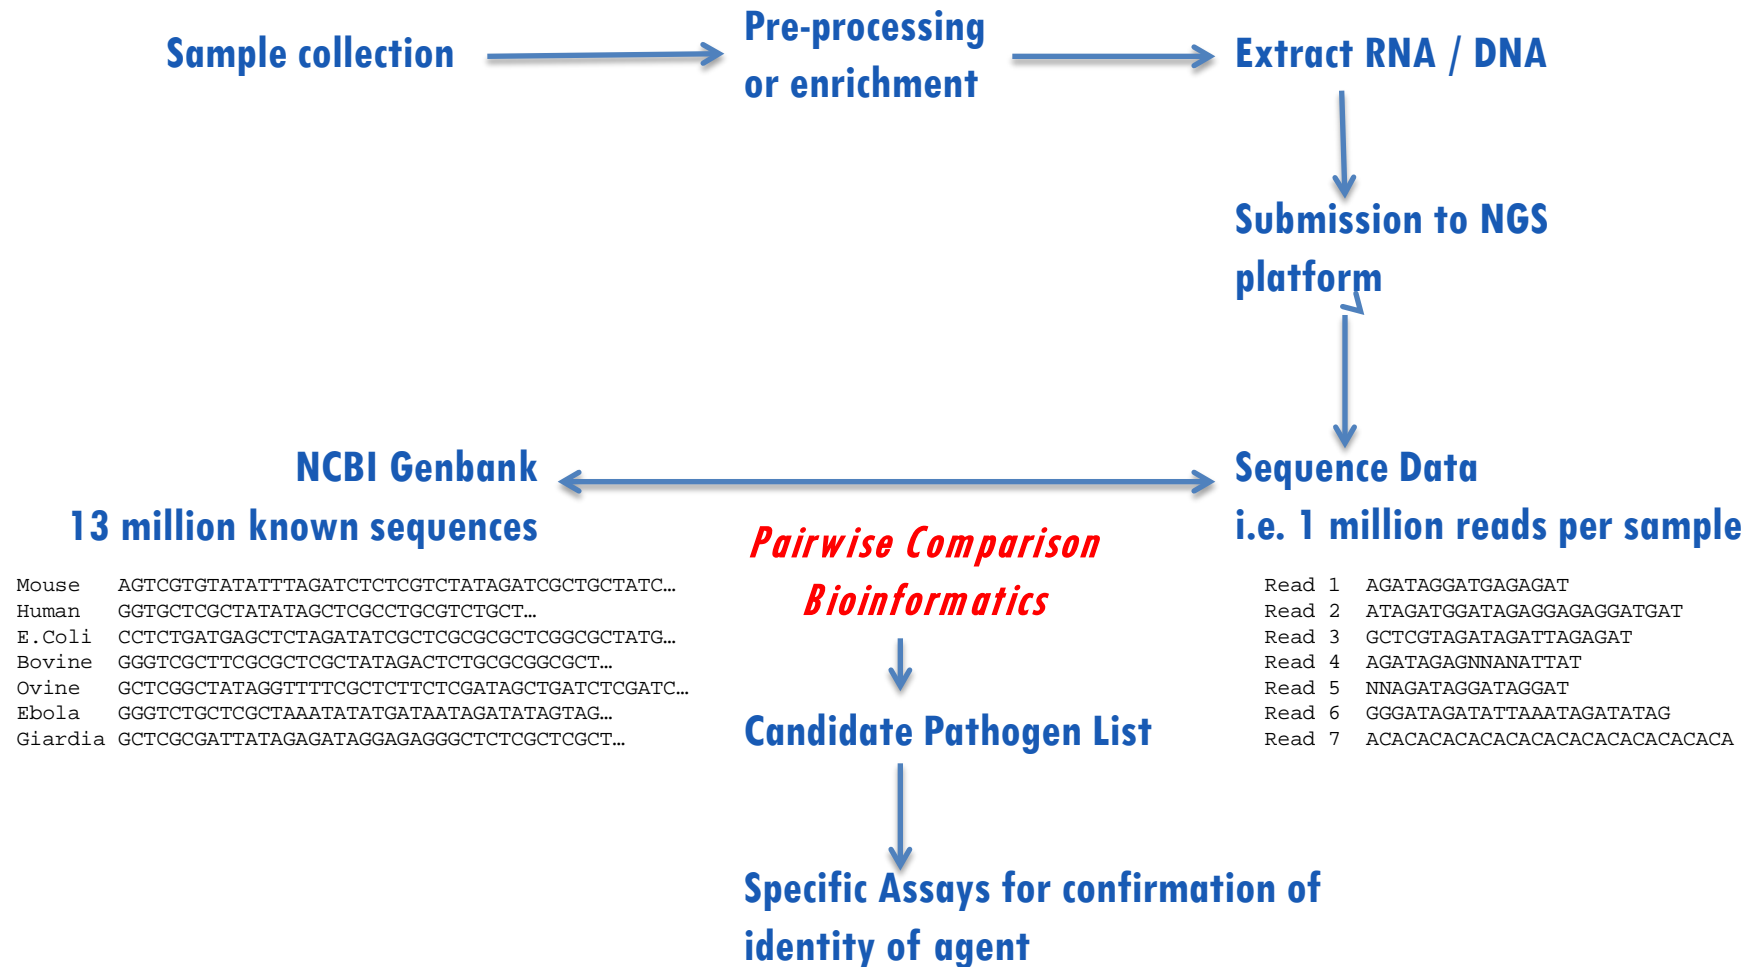 Sample collection
Pre-processing
or enrichment
Extract RNA / DNA
Submission to NGS
platform
NCBI Genbank
13 million known sequences
Sequence Data
i.e. 1 million reads per sample
Pairwise Comparison
Bioinformatics
Mouse AGTCGTGTATATTTAGATCTCTCGTCTATAGATCGCTGCTATC…
Human GGTGCTCGCTATATAGCTCGCCTGCGTCTGCT…
E.Coli CCTCTGATGAGCTCTAGATATCGCTCGCGCGCTCGGCGCTATG…
Bovine GGGTCGCTTCGCGCTCGCTATAGACTCTGCGCGGCGCT…
Ovine GCTCGGCTATAGGTTTTCGCTCTTCTCGATAGCTGATCTCGATC…
Ebola GGGTCTGCTCGCTAAATATATGATAATAGATATAGTAG…
Giardia GCTCGCGATTATAGAGATAGGAGAGGGCTCTCGCTCGCT…
Read 1 AGATAGGATGAGAGAT
Read 2 ATAGATGGATAGAGGAGAGGATGAT
Read 3 GCTCGTAGATAGATTAGAGAT
Read 4 AGATAGAGNNANATTAT
Read 5 NNAGATAGGATAGGAT
Read 6 GGGATAGATATTAAATAGATATAG
Read 7 ACACACACACACACACACACACACACACA
Candidate Pathogen List
Specific Assays for confirmation of
identity of agent